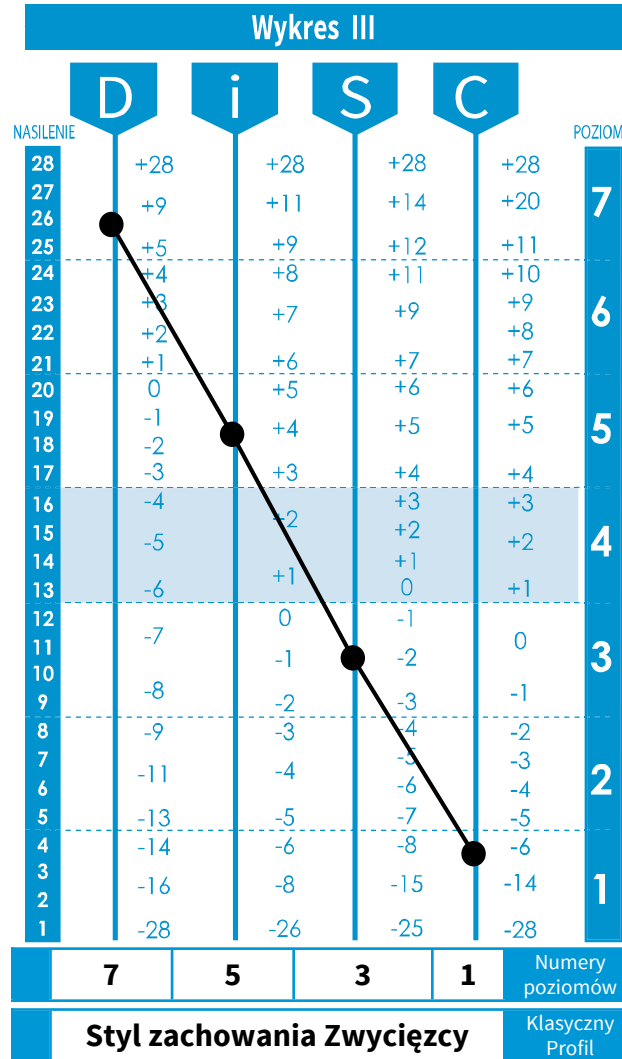 Wykres III
D i S C
NASILENIE POZIOM
28 +28 +28 +28 +28
27 +9 +11 +14 +20 7
26
25 +5 +9 +12 +11
24 +4 +8 +11 +10
23 +3 +7 +9 +9 6
22 +2 +8
21 +1 +6 +7 +7
20 0 +5 +6 +6
19 -1 +4 +5 +5 5
18 -2
17 -3 +3 +4 +4
16 -4 +2 +3 +3
15 -5 +2 +2 4
14 +1 +1
13 -6 0 +1
12 -7 0 -1 0
11 -1 -2 3
10 -8 -1
9 -2 -3
8 -9 -3 -4 -2
7 -11 -4 -5 -3 2
6 -6 -4
5 -13 -5 -7 -5
4 -14 -6 -8 -6
3 -16 -8 -15 -14 1
2
1 -28 -26 -25 -28
7 5 3 1 Numery
poziomów
Styl zachowania Zwycięzcy Klasyczny
Profil